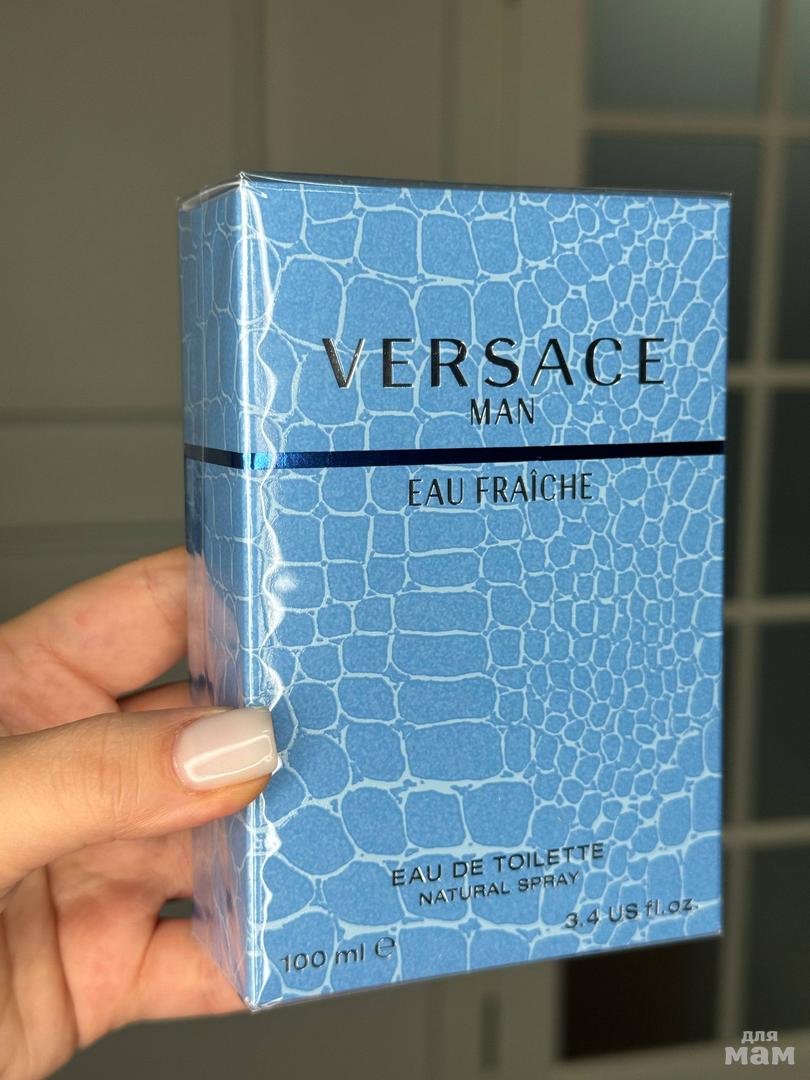 VERSACE
MAN
EAU FRAÎCHE
EAU DE TOILETTE
NATURAL SPRAY
3.4 US fl.oz.
100 ml ℮
для
мам